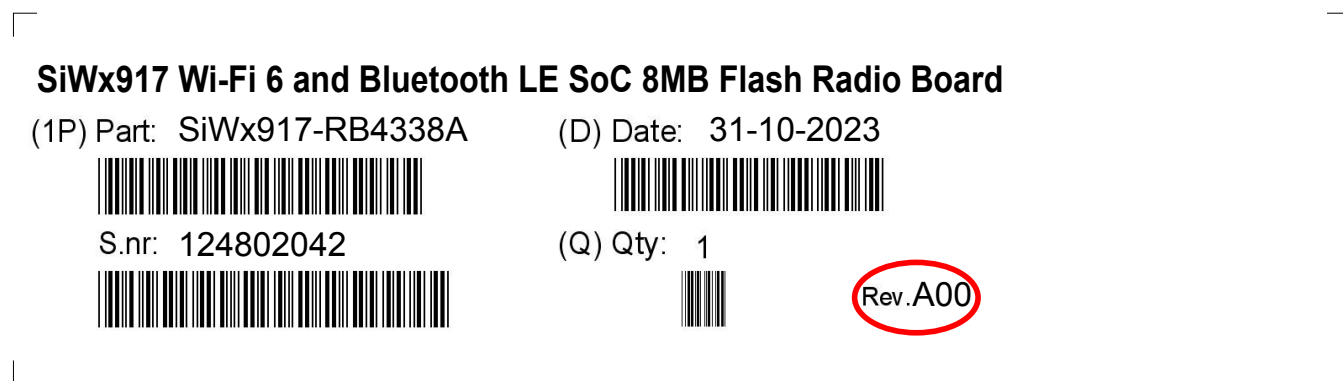 SiWx917 Wi-Fi 6 and Bluetooth LE SoC 8MB Flash Radio Board
(1P) Part: SiWx917-RB4338A (D) Date: 31-10-2023
S.nr: 124802042 (Q) Qty: 1
Rev.A00